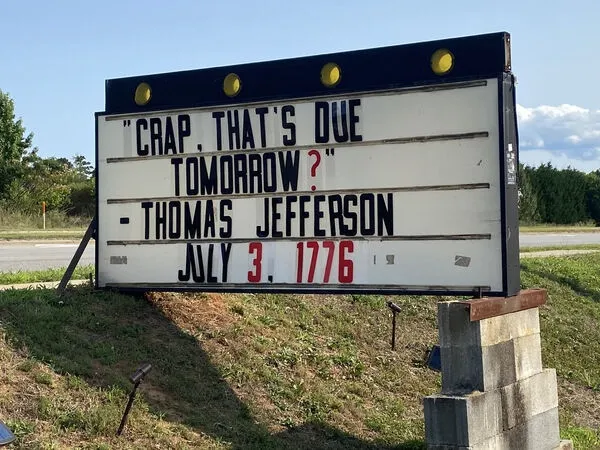 "CRAP, THAT'S DUE
TOMORROW?"
- THOMAS JEFFERSON
JULY 3, 1776